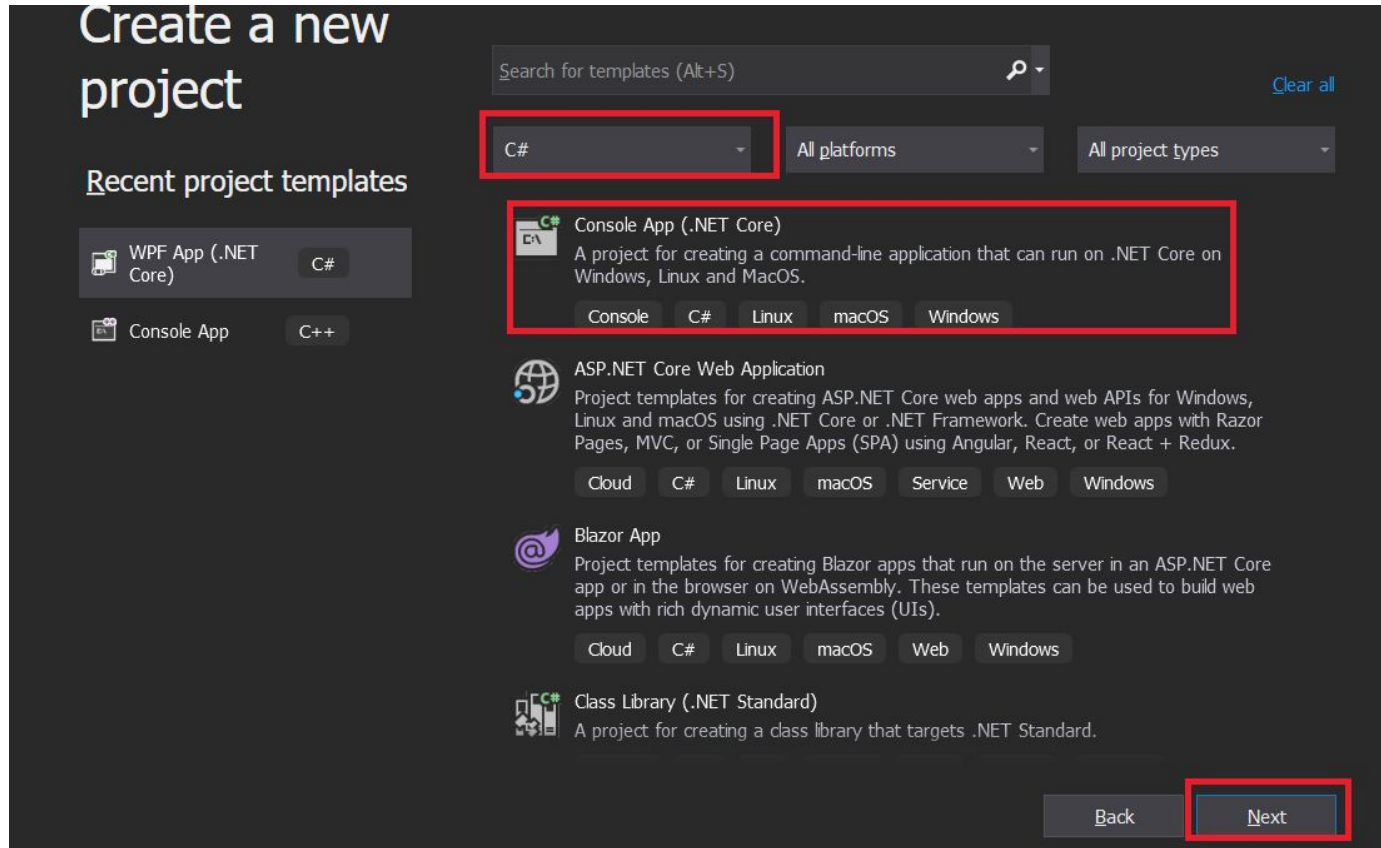 Create a new
project
Search for templates (Alt+S)
Clear all
C#
All platforms
All project types
Recent project templates
WPF App (.NET
Core)
C#
Console App
C++
C#
C:\
Console App (.NET Core)
A project for creating a command-line application that can run on .NET Core on
Windows, Linux and MacOS.
Console C# Linux macOS Windows
ASP.NET Core Web Application
Project templates for creating ASP.NET Core web apps and web APIs for Windows,
Linux and macOS using .NET Core or .NET Framework. Create web apps with Razor
Pages, MVC, or Single Page Apps (SPA) using Angular, React, or React + Redux.
Cloud C# Linux macOS Service Web Windows
Blazor App
Project templates for creating Blazor apps that run on the server in an ASP.NET Core
app or in the browser on WebAssembly. These templates can be used to build web
apps with rich dynamic user interfaces (UIs).
Cloud C# Linux macOS Web Windows
C#
Class Library (.NET Standard)
A project for creating a class library that targets .NET Standard.
Back
Next